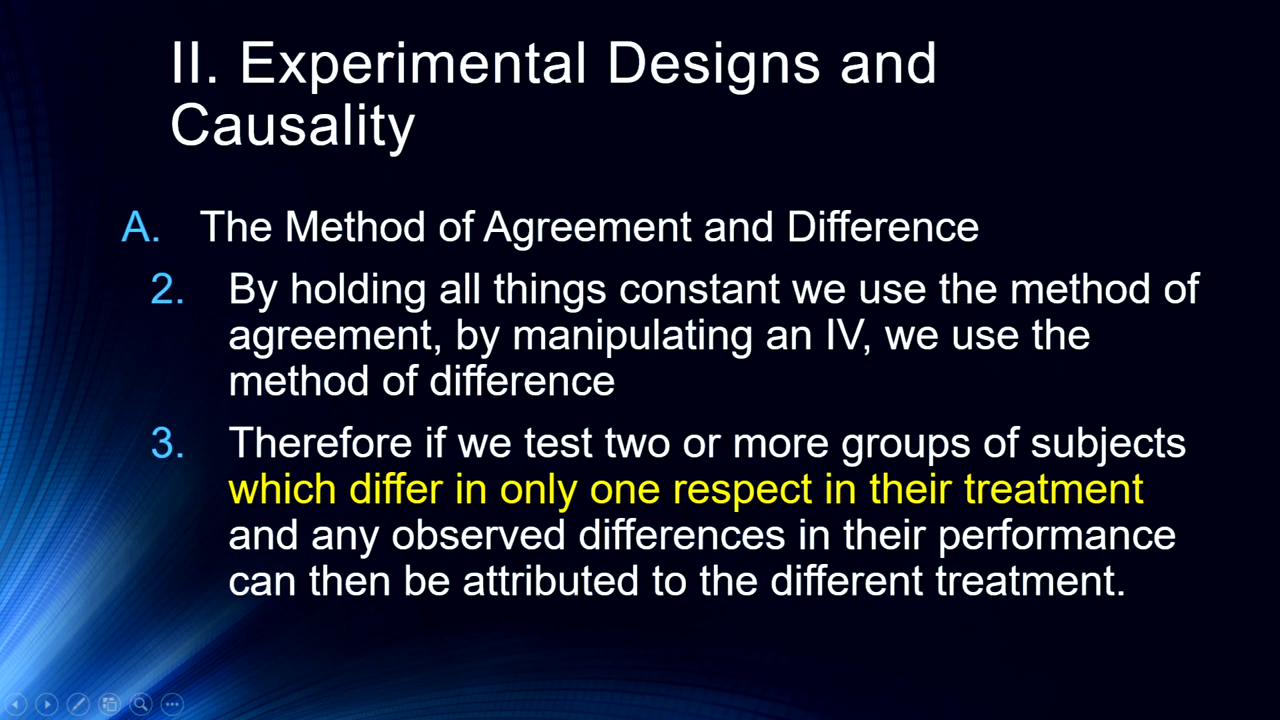 II. Experimental Designs and
Causality
A. The Method of Agreement and Difference
2. By holding all things constant we use the method of
agreement, by manipulating an IV, we use the
method of difference
3. Therefore if we test two or more groups of subjects
which differ in only one respect in their treatment
and any observed differences in their performance
can then be attributed to the different treatment.